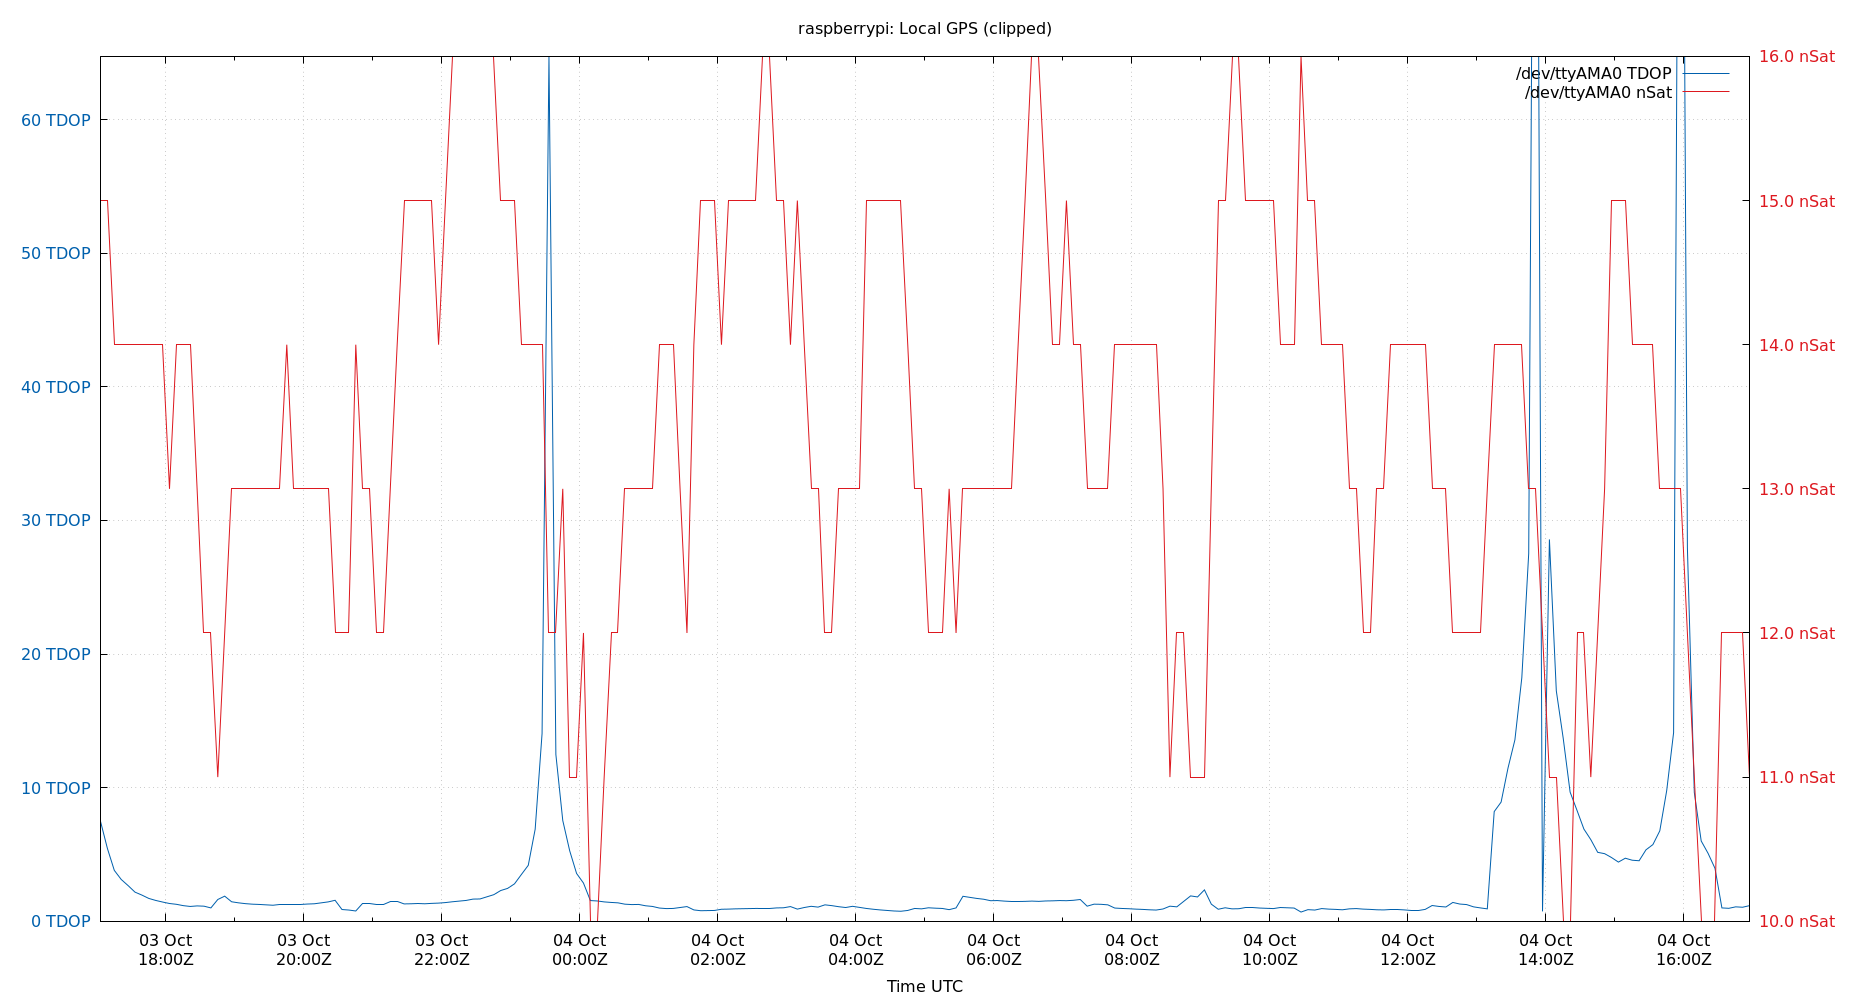 raspberrypi: Local GPS (clipped)
16.0 nSat
/dev/ttyAMA0 TDOP
/dev/ttyAMA0 nSat
60 TDOP
15.0 nSat
50 TDOP
14.0 nSat
40 TDOP
13.0 nSat
30 TDOP
12.0 nSat
20 TDOP
11.0 nSat
10 TDOP
0 TDOP
10.0 nSat
03 Oct 03 Oct 03 Oct 04 Oct 04 Oct 04 Oct 04 Oct 04 Oct 04 Oct 04 Oct 04 Oct 04 Oct
18:00Z 20:00Z 22:00Z 00:00Z 02:00Z 04:00Z 06:00Z 08:00Z 10:00Z 12:00Z 14:00Z 16:00Z
Time UTC